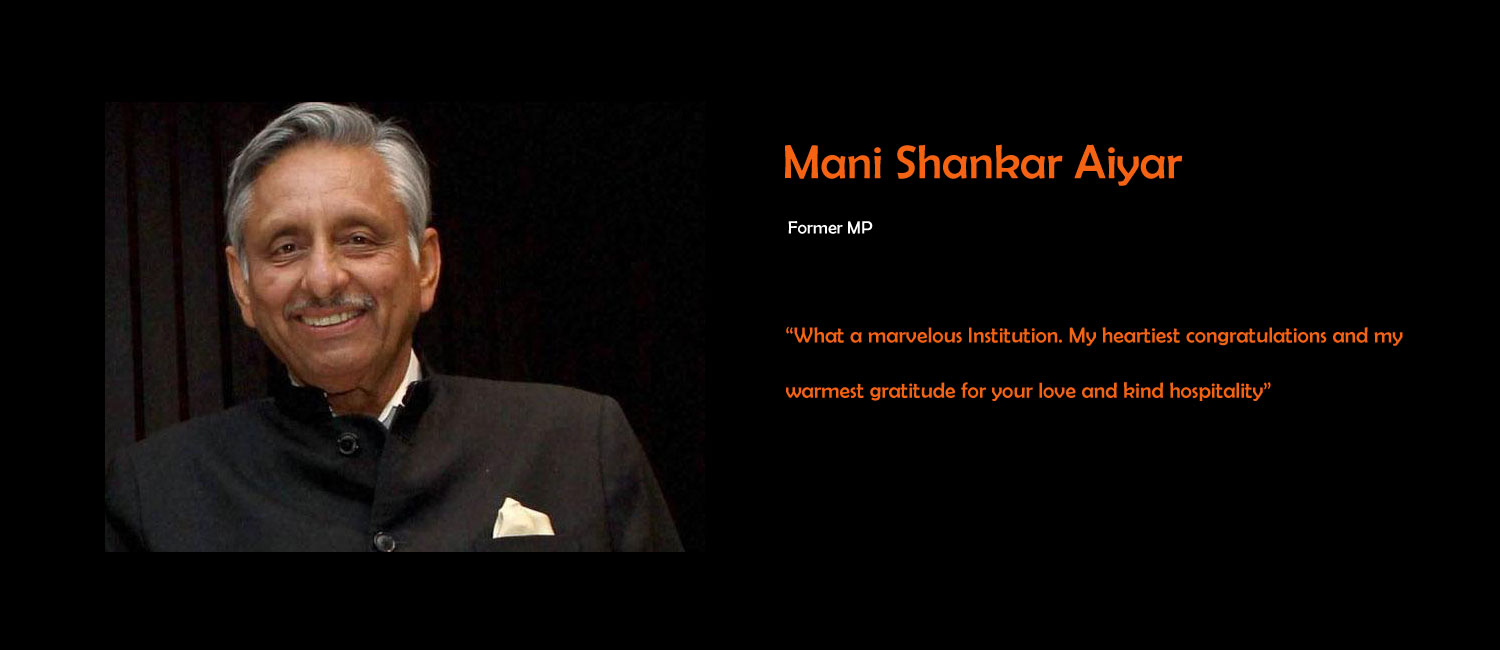 Mani Shankar Aiyar
Former MP
“What a marvelous Institution. My heartiest congratulations and my
warmest gratitude for your love and kind hospitality”